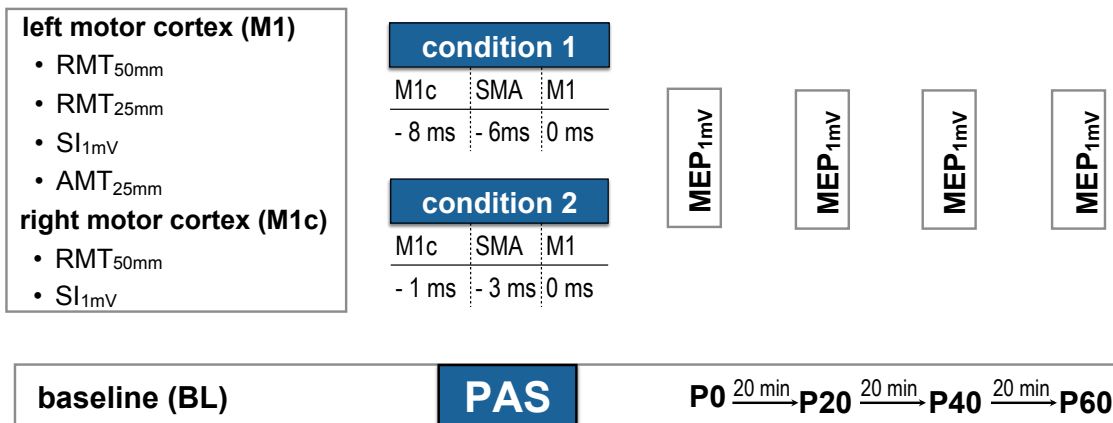 left motor cortex (M1)
• RMT50mm
• RMT25mm
• SI1mV
• AMT25mm
right motor cortex (M1c)
• RMT50mm
• SI1mV
condition 1
M1c SMA M1
- 8 ms - 6ms 0 ms
condition 2
M1c SMA M1
- 1 ms - 3 ms 0 ms
MEP1mV
MEP1mV
MEP1mV
MEP1mV
baseline (BL)
PAS
P0 20 min P20 20 min P40 20 min P60